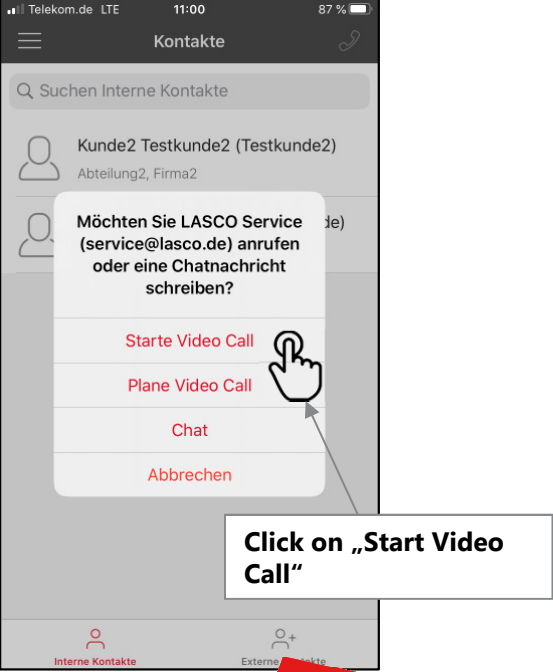 Telekom.de LTE 11:00 87 %
Kontakte
Suchen Interne Kontakte
Kunde2 Testkunde2 (Testkunde2)
Abteilung2, Firma2
de)
Möchten Sie LASCO Service
(service@lasco.de) anrufen
oder eine Chatnachricht
schreiben?
Starte Video Call
Plane Video Call
Chat
Abbrechen
Click on „Start Video
Call“
Interne Kontakte
Externe